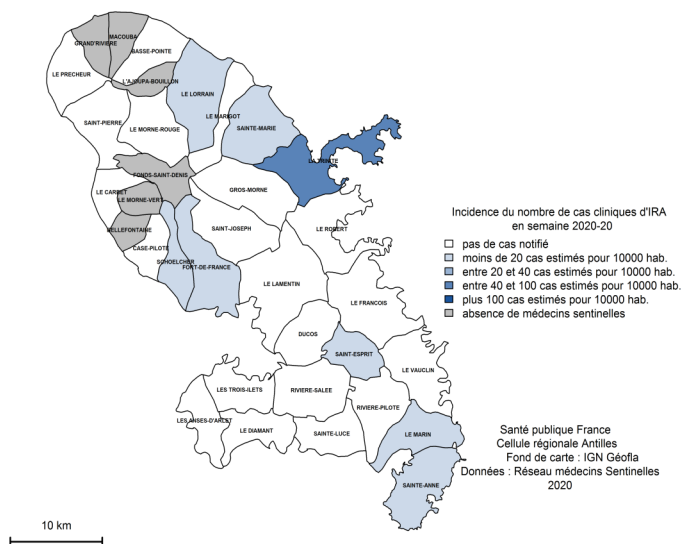 MACOUBA
GRAND'RIVIERE
BASSE-POINTE
LE PRECHEUR
L'AJOUPA-BOUILLON
LE LORRAIN
SAINT-PIERRE
LE MORNE-ROUGE
LE MARIGOT
SAINTE-MARIE
LA TRINITE
FONDS-SAINT-DENIS
LE CARBET
LE MORNE-VERT
GROS-MORNE
BELLEFONTAINE
SAINT-JOSEPH
LE ROBERT
CASE-PILOTE
SCHOELCHER
FORT-DE-FRANCE
LE LAMENTIN
LE FRANCOIS
DUCOS
SAINT-ESPRIT
LE VAUCLIN
LES TROIS-ILETS
RIVIERE-SALEE
RIVIERE-PILOTE
LES ANSES-D'ARLET
LE DIAMANT
SAINTE-LUCE
LE MARIN
SAINTE-ANNE
Incidence du nombre de cas cliniques d'IRA
en semaine 2020-20
pas de cas notifié
moins de 20 cas estimés pour 10000 hab.
entre 20 et 40 cas estimés pour 10000 hab.
entre 40 et 100 cas estimés pour 10000 hab.
plus 100 cas estimés pour 10000 hab.
absence de médecins sentinelles
Santé publique France
Cellule régionale Antilles
Fond de carte : IGN Géofla
Données : Réseau médecins Sentinelles
2020
10 km